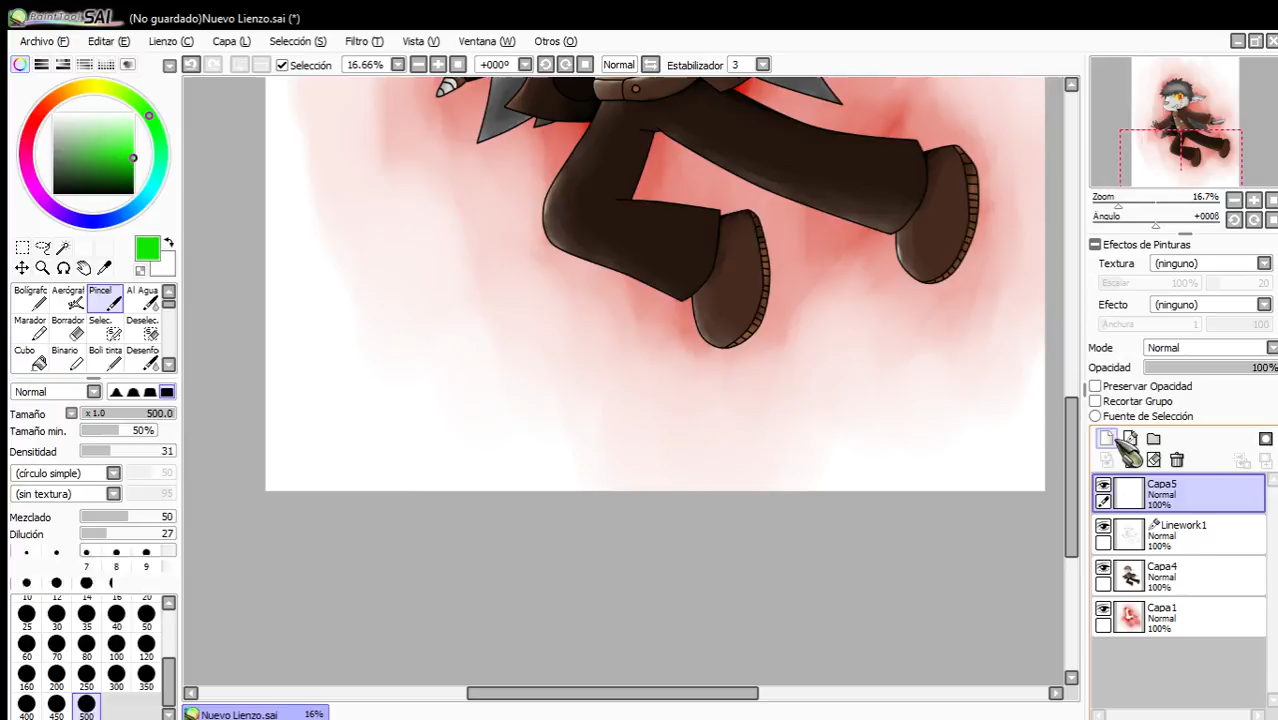 PaintTool SAI (No guardado)Nuevo Lienzo.sai (*)
Archivo (F) Editar (E) Lienzo (C) Capa (L) Selección (S) Filtro (T) Vista (V) Ventana (W) Otros (O)
Selección 16.66% +000° Normal Estabilizador 3
Zoom 16.7%
Ángulo +000ß
Efectos de Pinturas
Textura (ninguno)
Escalar 100% 20
Efecto (ninguno)
Anchura 1 100
Modo Normal
Opacidad 100%
Preservar Opacidad
Recortar Grupo
Fuente de Selección
Capa5
Normal
100%
Linework1
Normal
100%
Capa4
Normal
100%
Capa1
Normal
100%
Bolígrafc Aerógraf Pincel Al Agua
Marador Borrador Selec. Deselec.
Cubo Binario Boli tinta Desenfo
Normal
Tamaño x 1.0 500.0
Tamaño min. 50%
Densitidad 31
(círculo simple) 50
(sin textura) 95
Mezclado 50
Dilución 27
7 8 9
10 12 14 16 20
25 30 35 40 50
60 70 80 100 120
160 200 250 300 350
400 450 500
Nuevo Lienzo.sai 16%